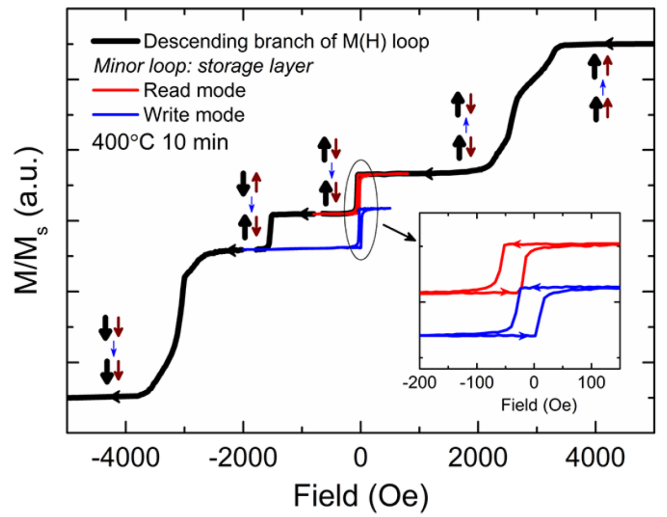 Descending branch of M(H) loop
Minor loop: storage layer
Read mode
Write mode
400°C 10 min
M/Mₛ (a.u.)
-200 -100 0 100
Field (Oe)
-4000 -2000 0 2000 4000
Field (Oe)